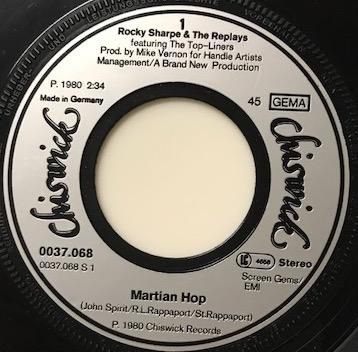 1
Rocky Sharpe & The Replays
featuring The Top-Liners
Prod. by Mike Vernon for Handle Artists
Management/A Brand New Production
P. 1980 2:34
Made in Germany
45 GEMA
Chiswick
Chiswick
0037.068
0037.068 S 1
LC 4666 Stereo
Screen Gems/
EMI
Martian Hop
(John Spirit/R.L.Rappaport/St.Rappaport)
P. 1980 Chiswick Records